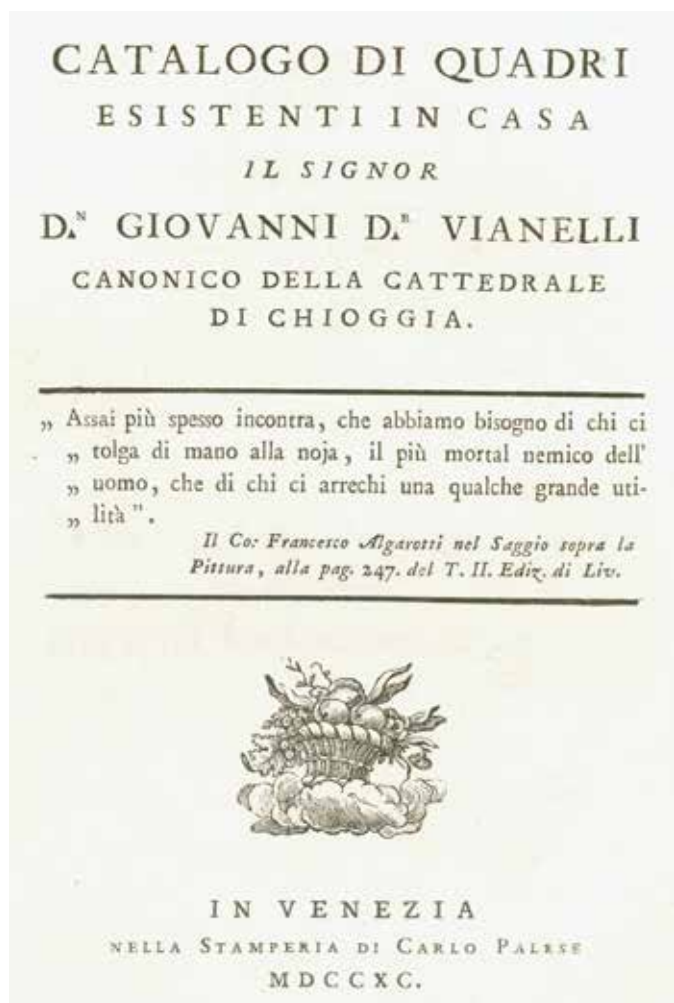 CATALOGO DI QUADRI
ESISTENTI IN CASA
IL SIGNOR
D.ᴺ GIOVANNI D.ᴿ VIANELLI
CANONICO DELLA CATTEDRALE
DI CHIOGGIA.
„ Assai più spesso incontra, che abbiamo bisogno di chi ci
„ tolga di mano alla noja, il più mortal nemico dell'
„ uomo, che di chi ci arrechi una qualche grande uti-
„ lità".
Il Co: Francesco Algarotti nel Saggio sopra la
Pittura, alla pag. 247. del T. II. Ediz. di Liv.
IN VENEZIA
NELLA STAMPERIA DI CARLO PALESE
MDCCXC.